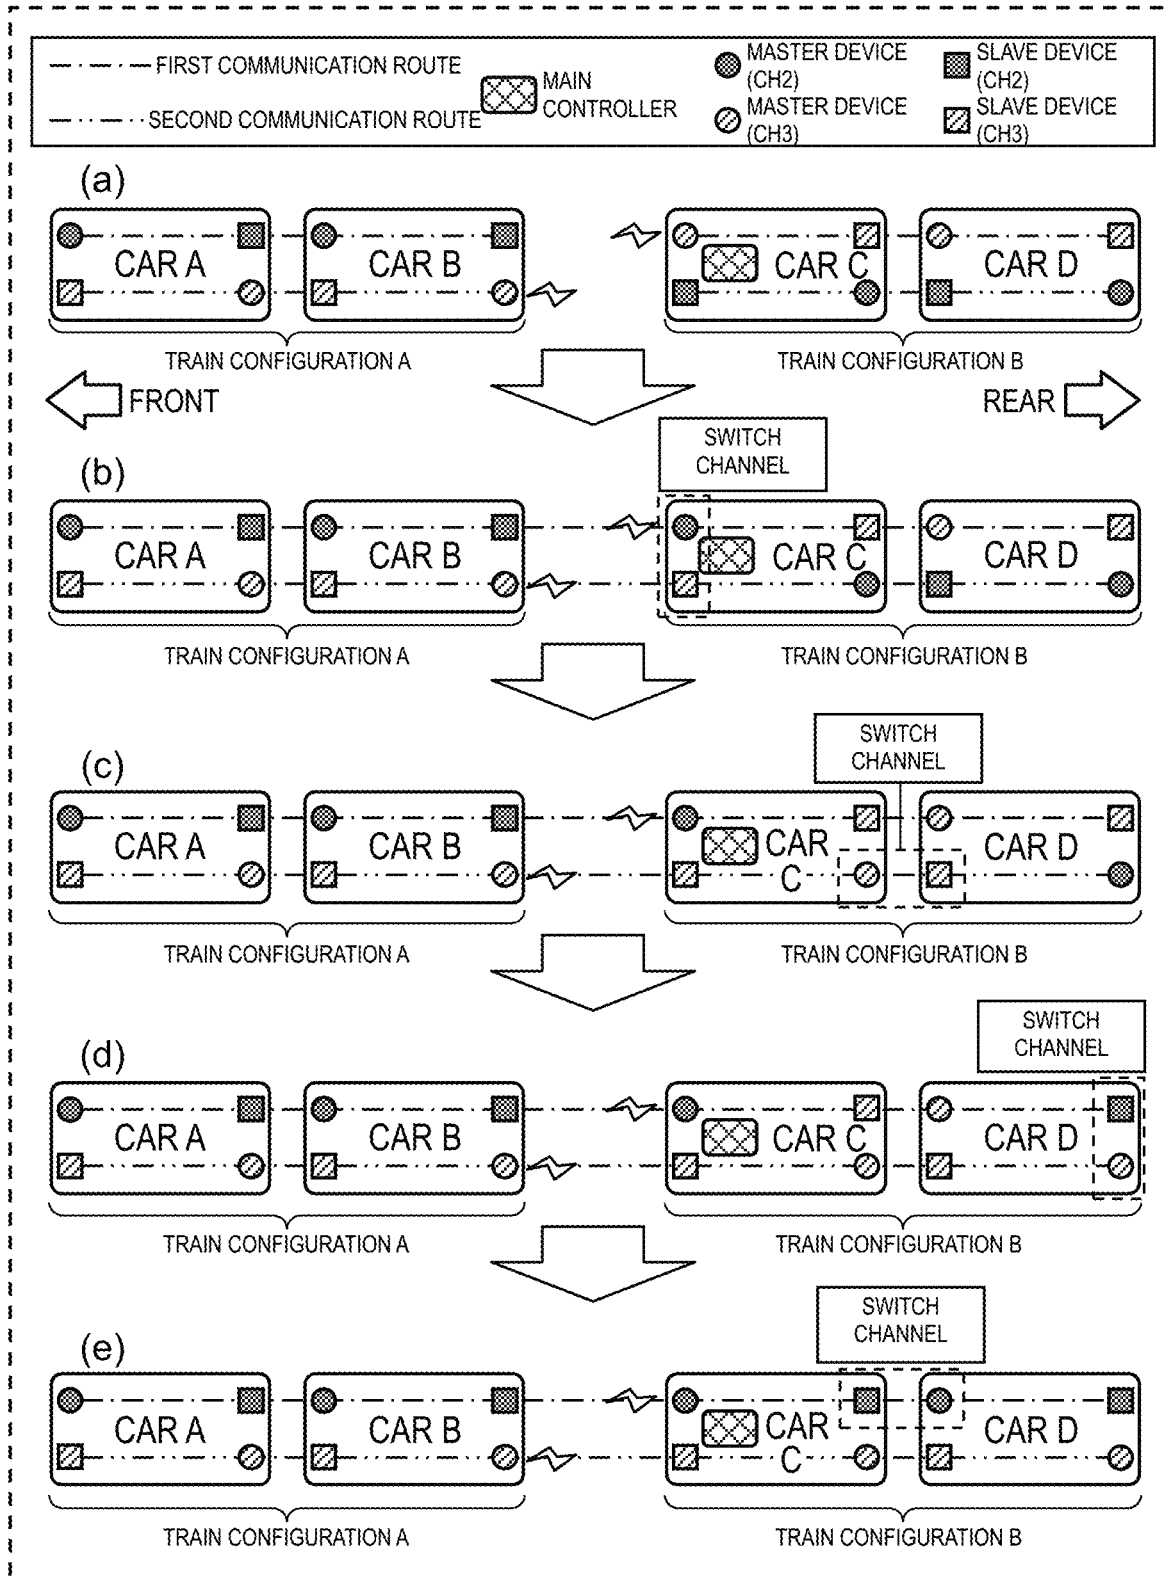 FIRST COMMUNICATION ROUTE
SECOND COMMUNICATION ROUTE
MAIN
CONTROLLER
MASTER DEVICE
(CH2)
MASTER DEVICE
(CH3)
SLAVE DEVICE
(CH2)
SLAVE DEVICE
(CH3)
(a)
CAR A
CAR B
CAR C
CAR D
TRAIN CONFIGURATION A
TRAIN CONFIGURATION B
FRONT
REAR
SWITCH
CHANNEL
(b)
CAR A
CAR B
CAR C
CAR D
TRAIN CONFIGURATION A
TRAIN CONFIGURATION B
SWITCH
CHANNEL
(c)
CAR A
CAR B
CAR
C
CAR D
TRAIN CONFIGURATION A
TRAIN CONFIGURATION B
SWITCH
CHANNEL
(d)
CAR A
CAR B
CAR C
CAR D
TRAIN CONFIGURATION A
TRAIN CONFIGURATION B
SWITCH
CHANNEL
(e)
CAR A
CAR B
CAR
C
CAR D
TRAIN CONFIGURATION A
TRAIN CONFIGURATION B